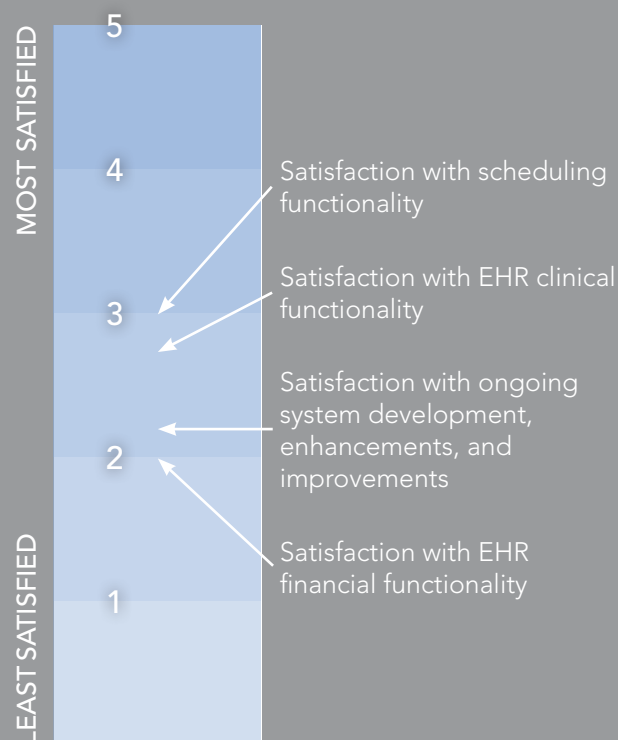 MOST SATISFIED
5
4
3
2
1
LEAST SATISFIED
Satisfaction with scheduling
functionality
Satisfaction with EHR clinical
functionality
Satisfaction with ongoing
system development,
enhancements, and
improvements
Satisfaction with EHR
financial functionality